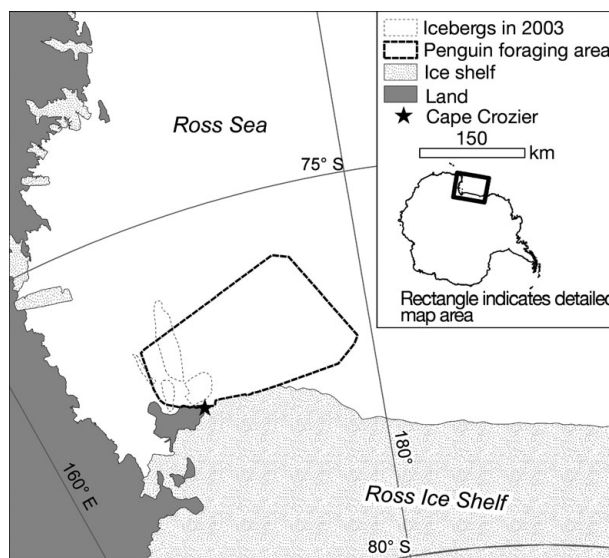 Icebergs in 2003
Penguin foraging area
Ice shelf
Land
Cape Crozier
150
km
Rectangle indicates detailed
map area
Ross Sea
75° S
180°
160° E
Ross Ice Shelf
80° S